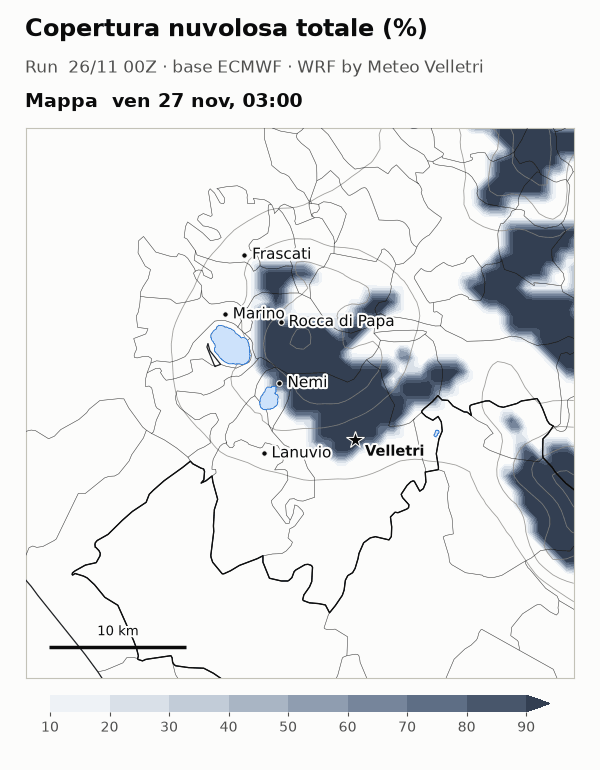 Copertura nuvolosa totale (%)
Run  26/11 00Z · base ECMWF · WRF by Meteo Velletri
Mappa  ven 27 nov, 03:00
Frascati
Marino
Rocca di Papa
Nemi
Velletri
Lanuvio
10 km
10 20 30 40 50 60 70 80 90